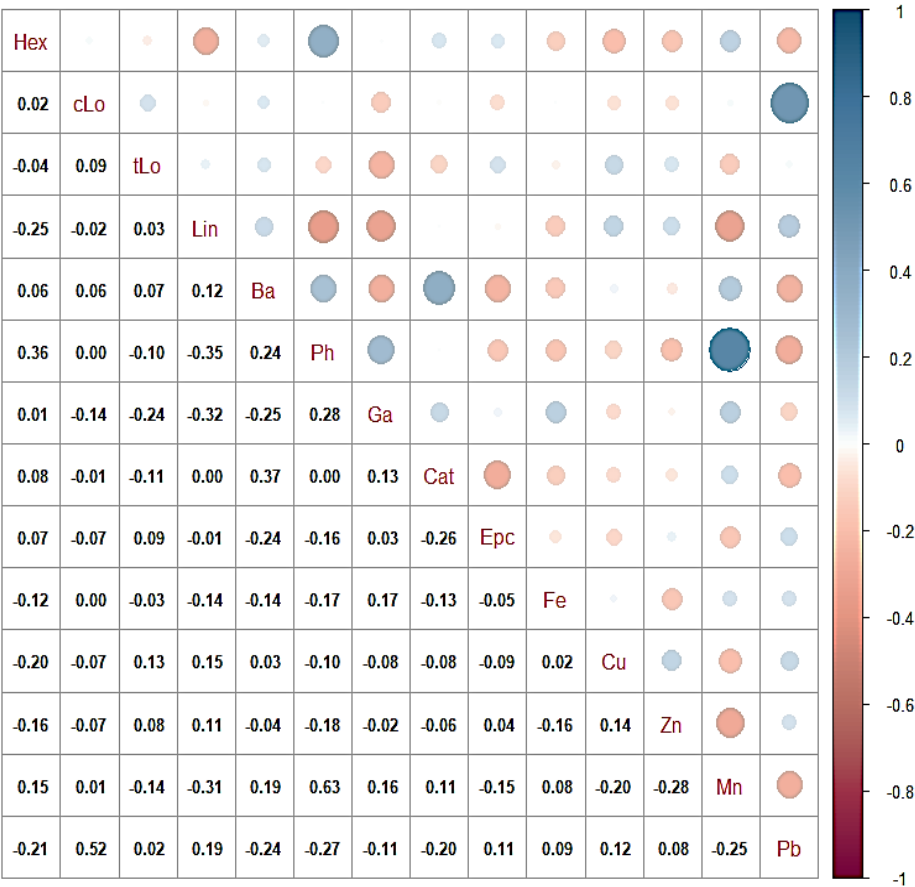 Hex
0.02 cLo
-0.04 0.09 tLo
-0.25 -0.02 0.03 Lin
0.06 0.06 0.07 0.12 Ba
0.36 0.00 -0.10 -0.35 0.24 Ph
0.01 -0.14 -0.24 -0.32 -0.25 0.28 Ga
0.08 -0.01 -0.11 0.00 0.37 0.00 0.13 Cat
0.07 -0.07 0.09 -0.01 -0.24 -0.16 0.03 -0.26 Epc
-0.12 0.00 -0.03 -0.14 -0.14 -0.17 0.17 -0.13 -0.05 Fe
-0.20 -0.07 0.13 0.15 0.03 -0.10 -0.08 -0.08 -0.09 0.02 Cu
-0.16 -0.07 0.08 0.11 -0.04 -0.18 -0.02 -0.06 0.04 -0.16 0.14 Zn
0.15 0.01 -0.14 -0.31 0.19 0.63 0.16 0.11 -0.15 0.08 -0.20 -0.28 Mn
-0.21 0.52 0.02 0.19 -0.24 -0.27 -0.11 -0.20 0.11 0.09 0.12 0.08 -0.25 Pb
1
0.8
0.6
0.4
0.2
0
-0.2
-0.4
-0.6
-0.8
-1